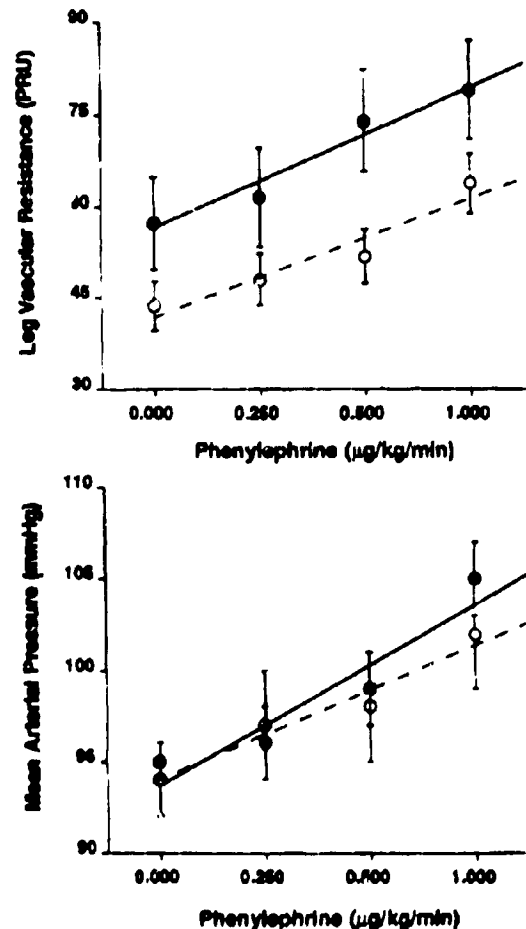 90
75
60
45
30
Leg Vascular Resistance (PRU)
0.000 0.250 0.500 1.000
Phenylephrine (µg/kg/min)
110
105
100
95
90
Mean Arterial Pressure (mmHg)
0.000 0.250 0.500 1.000
Phenylephrine (µg/kg/min)